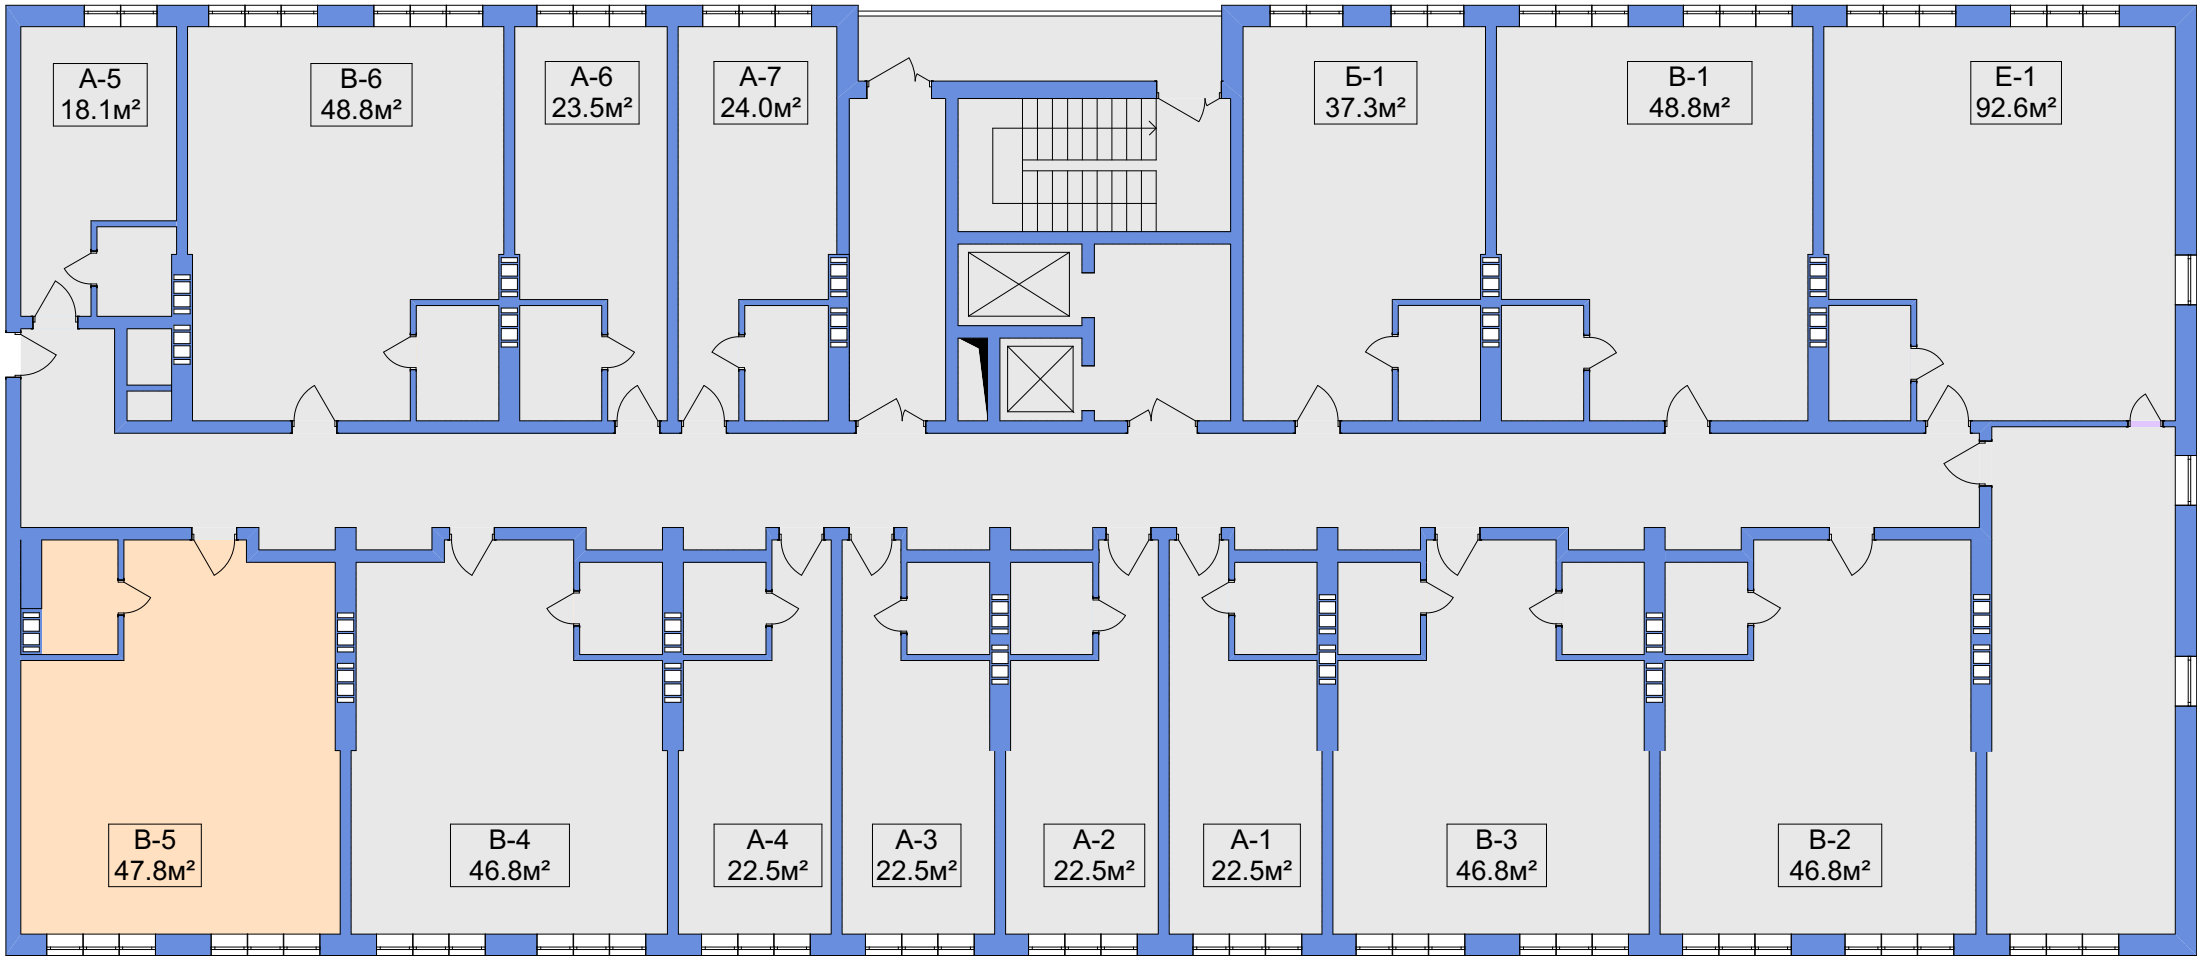 А-5
18.1м²
В-6
48.8м²
А-6
23.5м²
А-7
24.0м²
Б-1
37.3м²
В-1
48.8м²
Е-1
92.6м²
В-5
47.8м²
В-4
46.8м²
А-4
22.5м²
А-3
22.5м²
А-2
22.5м²
А-1
22.5м²
В-3
46.8м²
В-2
46.8м²